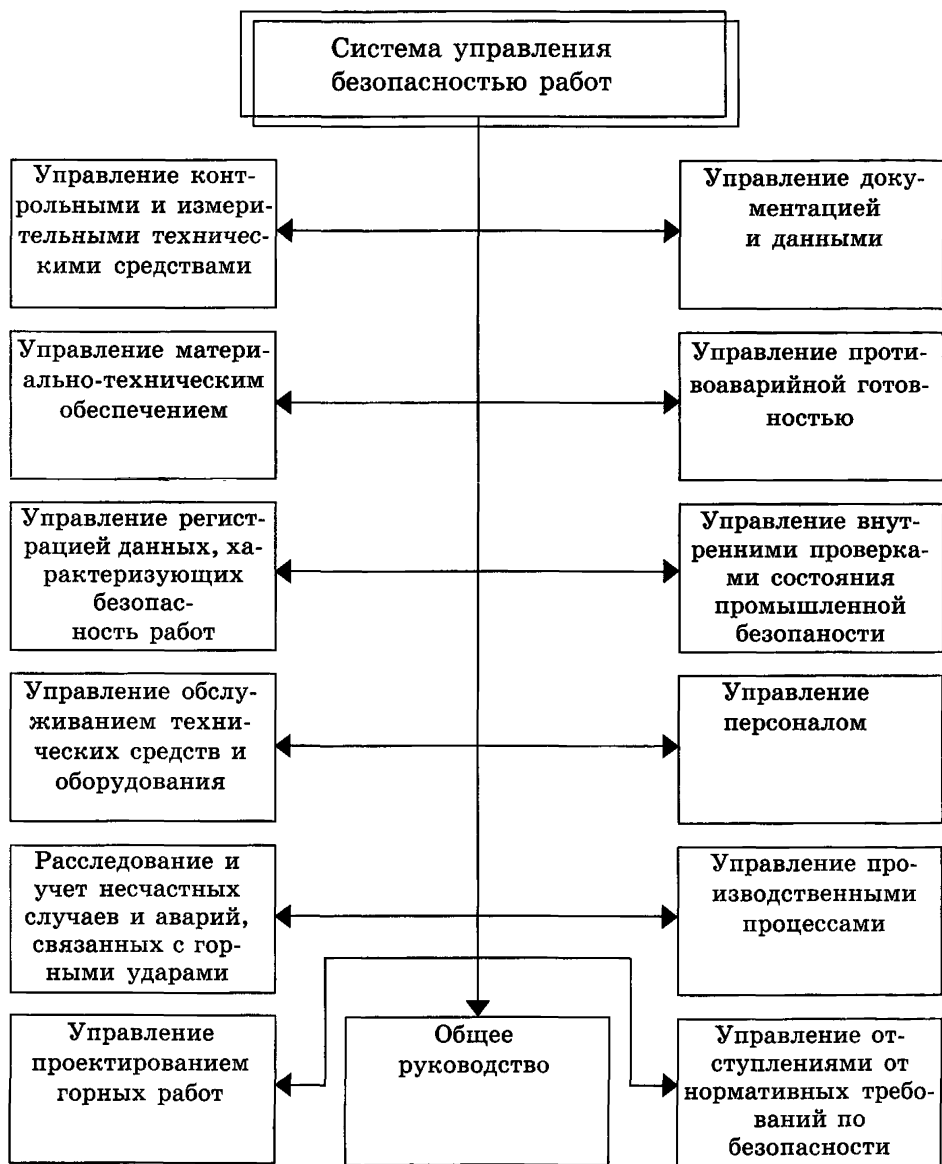 Система управления
безопасностью работ
Управление конт-
рольными и измери-
тельными техничес-
кими средствами
Управление доку-
ментацией
и данными
Управление матери-
ально-техническим
обеспечением
Управление проти-
воаварийной готов-
ностью
Управление регист-
рацией данных, ха-
рактеризующих
безопас-
ность работ
Управление внут-
ренними проверка-
ми состояния
промышленной
безопаности
Управление обслу-
живанием техни-
ческих средств и
оборудования
Управление
персоналом
Расследование и
учет несчастных
случаев и аварий,
связанных с гор-
ными ударами
Управление про-
изводственными
процессами
Управление
проектированием
горных работ
Общее
руководство
Управление от-
ступлениями от
нормативных требо-
ваний по
безопасности